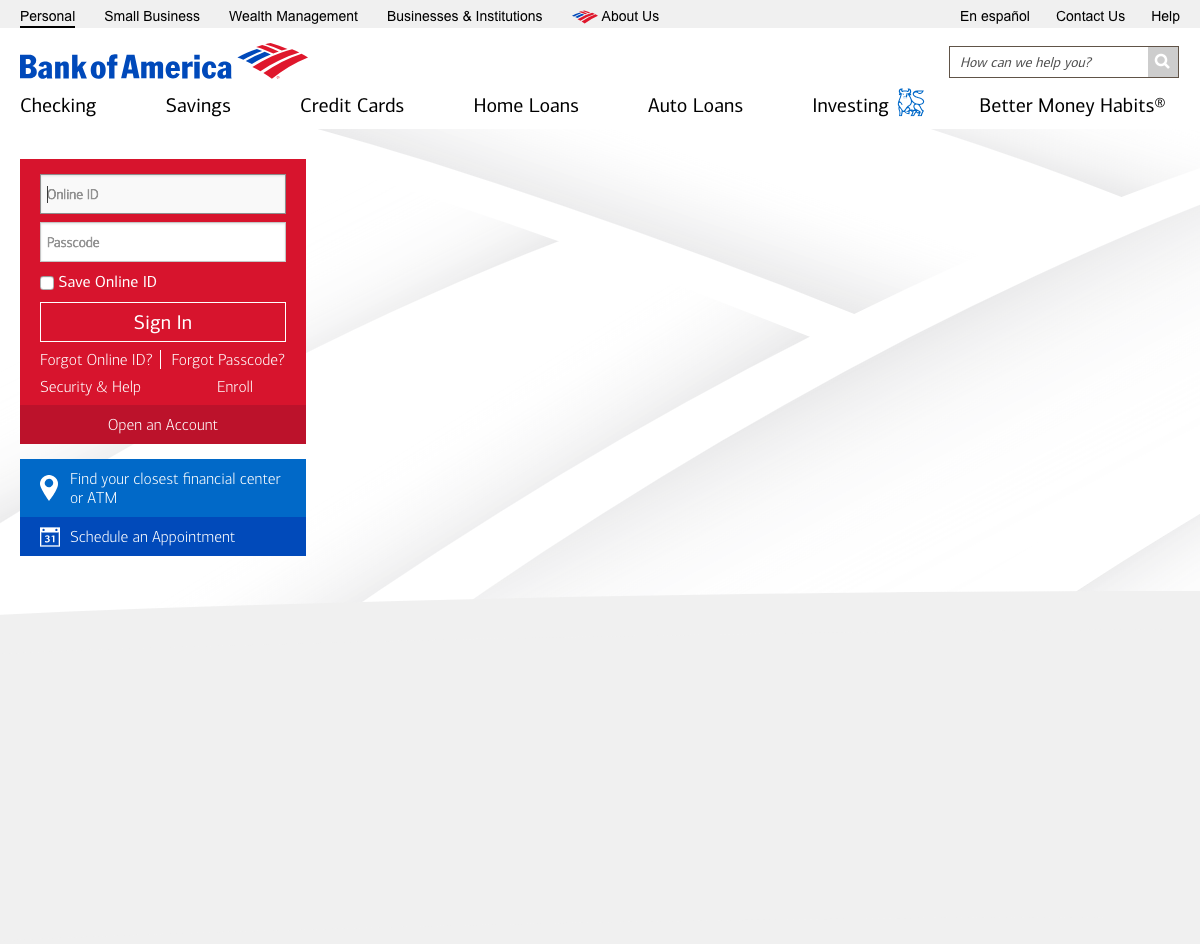 Personal Small Business Wealth Management Businesses & Institutions About Us En español Contact Us Help
Bank of America
How can we help you?
Checking Savings Credit Cards Home Loans Auto Loans Investing Better Money Habits®
Online ID
Passcode
Save Online ID
Sign In
Forgot Online ID? Forgot Passcode?
Security & Help Enroll
Open an Account
Find your closest financial center
or ATM
31 Schedule an Appointment